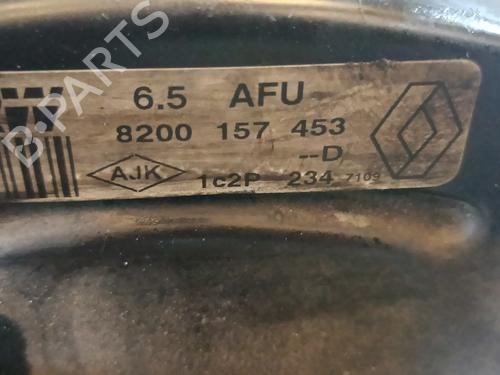 6.5 AFU
8200 157 453
--D
AJK 1c2P 234 7109
B-PARTS